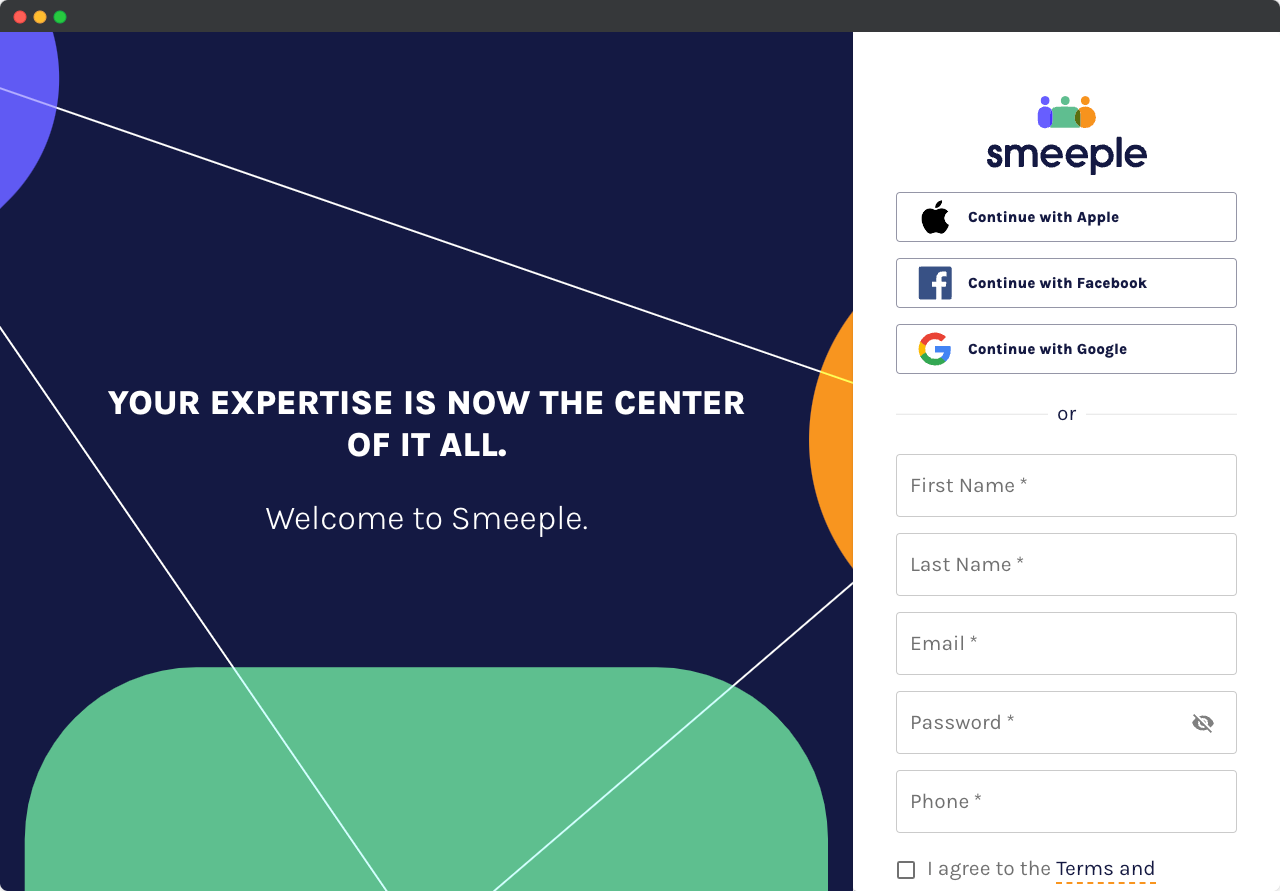 YOUR EXPERTISE IS NOW THE CENTER
OF IT ALL.
Welcome to Smeeple.
smeeple
Continue with Apple
Continue with Facebook
Continue with Google
or
First Name *
Last Name *
Email *
Password *
Phone *
I agree to the Terms and